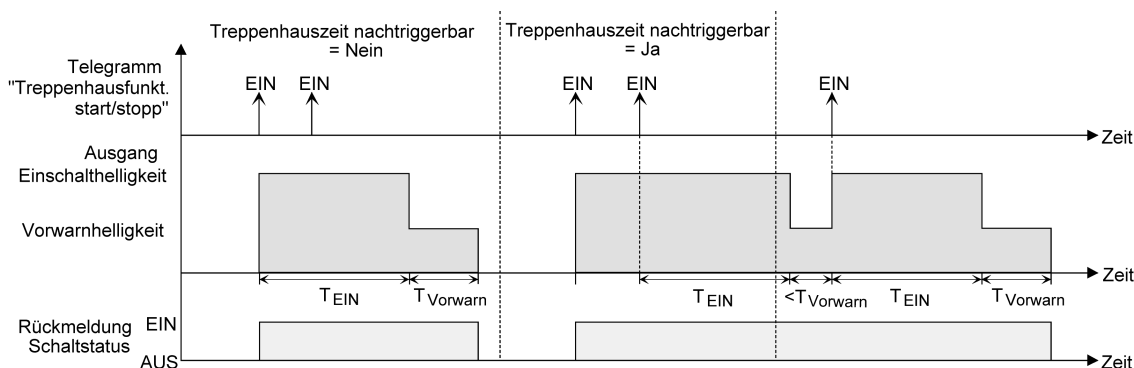 Treppenhauszeit nachtriggerbar
= Nein
Treppenhauszeit nachtriggerbar
= Ja
Telegramm
"Treppenhausfunkt.
start/stopp"
EIN
EIN
EIN
EIN
EIN
Zeit
Ausgang
Einschalthelligkeit
Vorwarnhelligkeit
Zeit
TEIN
TVorwarn
TEIN
<TVorwarn
TEIN
TVorwarn
Rückmeldung
Schaltstatus
EIN
AUS
Zeit